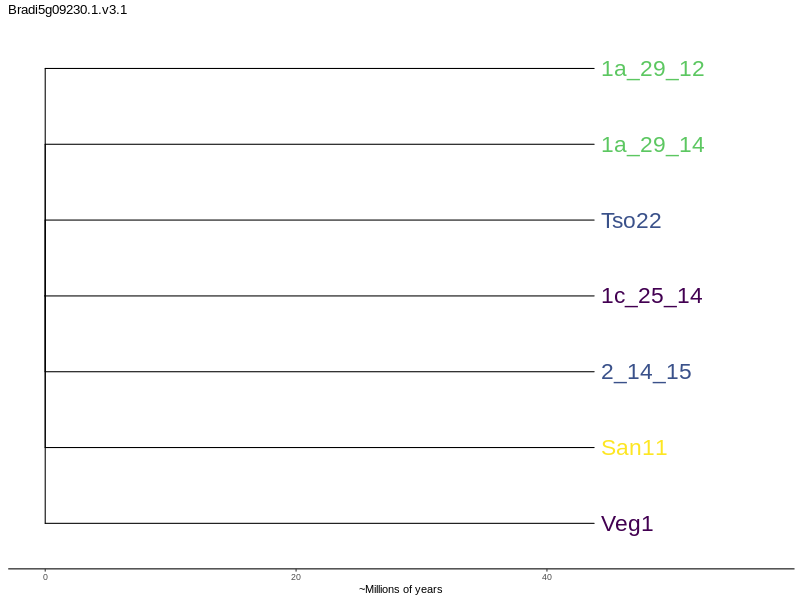 Bradi5g09230.1.v3.1
1a_29_12
1a_29_14
Tso22
1c_25_14
2_14_15
San11
Veg1
0 20 40
~Millions of years